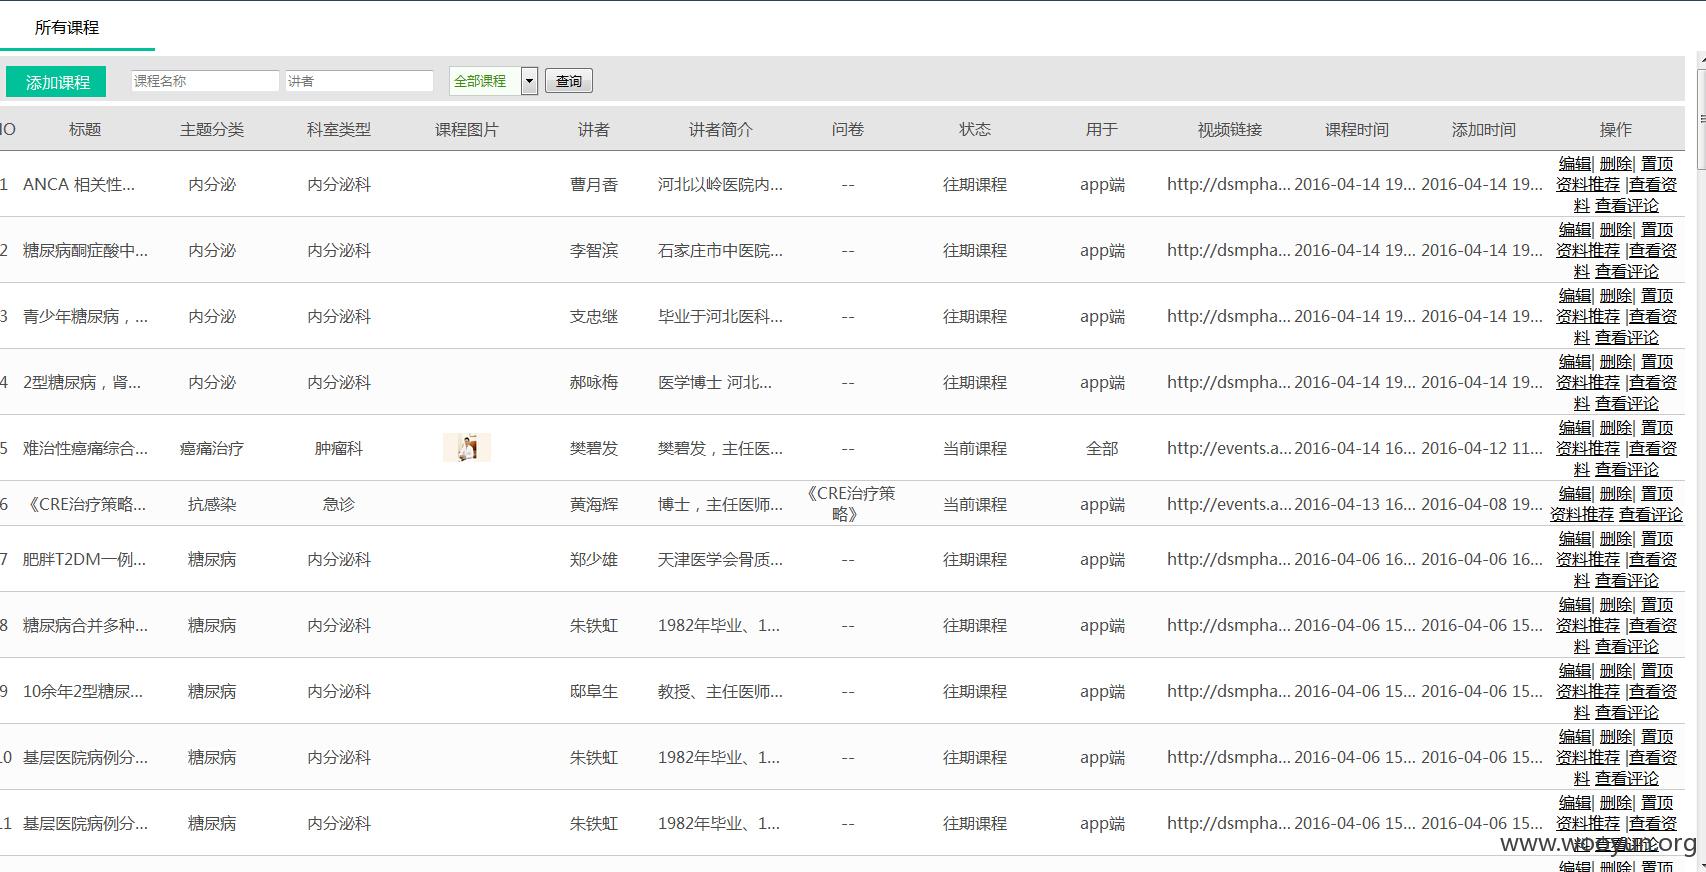 所有课程
添加课程 课程名称 讲者 全部课程 查询
IO 标题 主题分类 科室类型 课程图片 讲者 讲者简介 问卷 状态 用于 视频链接 课程时间 添加时间 操作
1 ANCA 相关性... 内分泌 内分泌科 曹月香 河北以岭医院内... -- 往期课程 app端 http://dsmpha... 2016-04-14 19... 2016-04-14 19... 编辑| 删除| 置顶
资料推荐 |查看资
料 查看评论
2 糖尿病酮症酸中... 内分泌 内分泌科 李智滨 石家庄市中医院... -- 往期课程 app端 http://dsmpha... 2016-04-14 19... 2016-04-14 19... 编辑| 删除| 置顶
资料推荐 |查看资
料 查看评论
3 青少年糖尿病，... 内分泌 内分泌科 支忠继 毕业于河北医科... -- 往期课程 app端 http://dsmpha... 2016-04-14 19... 2016-04-14 19... 编辑| 删除| 置顶
资料推荐 |查看资
料 查看评论
4 2型糖尿病，肾... 内分泌 内分泌科 郝咏梅 医学博士 河北... -- 往期课程 app端 http://dsmpha... 2016-04-14 19... 2016-04-14 19... 编辑| 删除| 置顶
资料推荐 |查看资
料 查看评论
5 难治性癌痛综合... 癌痛治疗 肿瘤科 樊碧发 樊碧发，主任医... -- 当前课程 全部 http://events.a... 2016-04-14 16... 2016-04-12 11... 编辑| 删除| 置顶
资料推荐 |查看资
料 查看评论
6 《CRE治疗策略... 抗感染 急诊 黄海辉 博士，主任医师... 《CRE治疗策 当前课程 app端 http://events.a... 2016-04-13 16... 2016-04-08 19... 编辑| 删除| 置顶
略》 资料推荐 查看评论
7 肥胖T2DM一例... 糖尿病 内分泌科 郑少雄 天津医学会骨质... -- 往期课程 app端 http://dsmpha... 2016-04-06 16... 2016-04-06 16... 编辑| 删除| 置顶
资料推荐 |查看资
料 查看评论
8 糖尿病合并多种... 糖尿病 内分泌科 朱铁虹 1982年毕业、1... -- 往期课程 app端 http://dsmpha... 2016-04-06 15... 2016-04-06 15... 编辑| 删除| 置顶
资料推荐 |查看资
料 查看评论
9 10余年2型糖尿... 糖尿病 内分泌科 邸阜生 教授、主任医师... -- 往期课程 app端 http://dsmpha... 2016-04-06 15... 2016-04-06 15... 编辑| 删除| 置顶
资料推荐 |查看资
料 查看评论
.0 基层医院病例分... 糖尿病 内分泌科 朱铁虹 1982年毕业、1... -- 往期课程 app端 http://dsmpha... 2016-04-06 15... 2016-04-06 15... 编辑| 删除| 置顶
资料推荐 |查看资
料 查看评论
.1 基层医院病例分... 糖尿病 内分泌科 朱铁虹 1982年毕业、1... -- 往期课程 app端 http://dsmpha... 2016-04-06 15... 2016-04-06 15... 编辑| 删除| 置顶
资料推荐 |查看资
料 查看评论
www.wooyun.org
编辑| 删除| 置顶